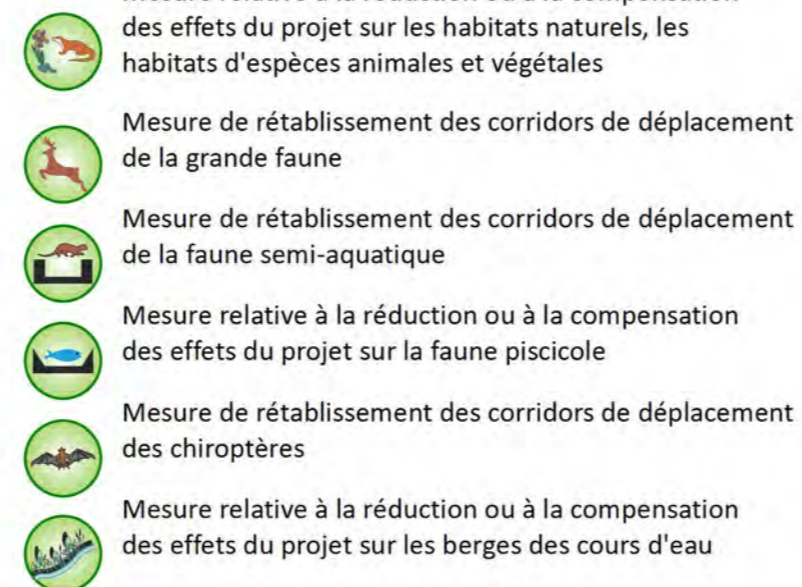 des effets du projet sur les habitats naturels, les
habitats d'espèces animales et végétales
Mesure de rétablissement des corridors de déplacement
de la grande faune
Mesure de rétablissement des corridors de déplacement
de la faune semi-aquatique
Mesure relative à la réduction ou à la compensation
des effets du projet sur la faune piscicole
Mesure de rétablissement des corridors de déplacement
des chiroptères
Mesure relative à la réduction ou à la compensation
des effets du projet sur les berges des cours d'eau